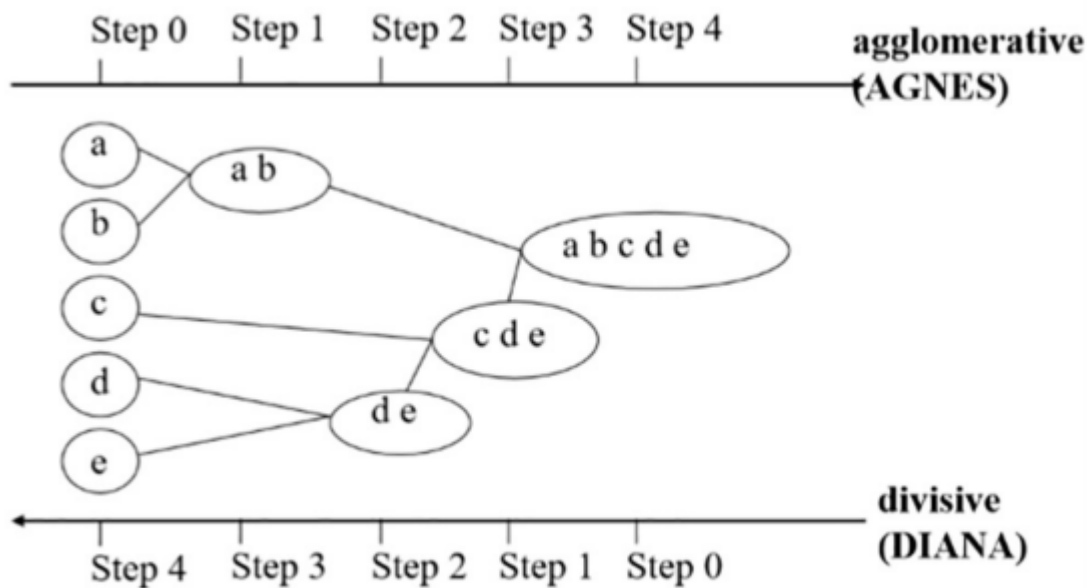 Step 0 Step 1 Step 2 Step 3 Step 4
agglomerative
(AGNES)
a
a b
b
a b c d e
c
c d e
d
d e
e
divisive
(DIANA)
Step 4 Step 3 Step 2 Step 1 Step 0